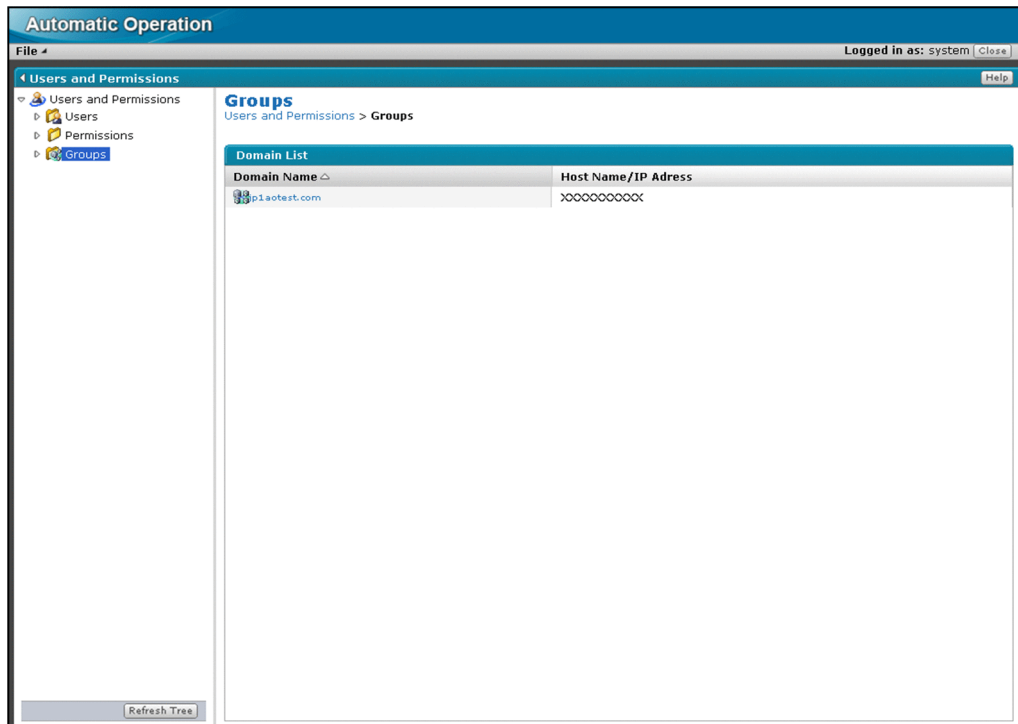 Automatic Operation
File
Logged in as: system Close
Users and Permissions
Help
Users and Permissions
Users
Permissions
Groups
Refresh Tree
Groups
Users and Permissions > Groups
Domain List
Domain Name Host Name/IP Adress
p1aotest.com XXXXXXXXXX